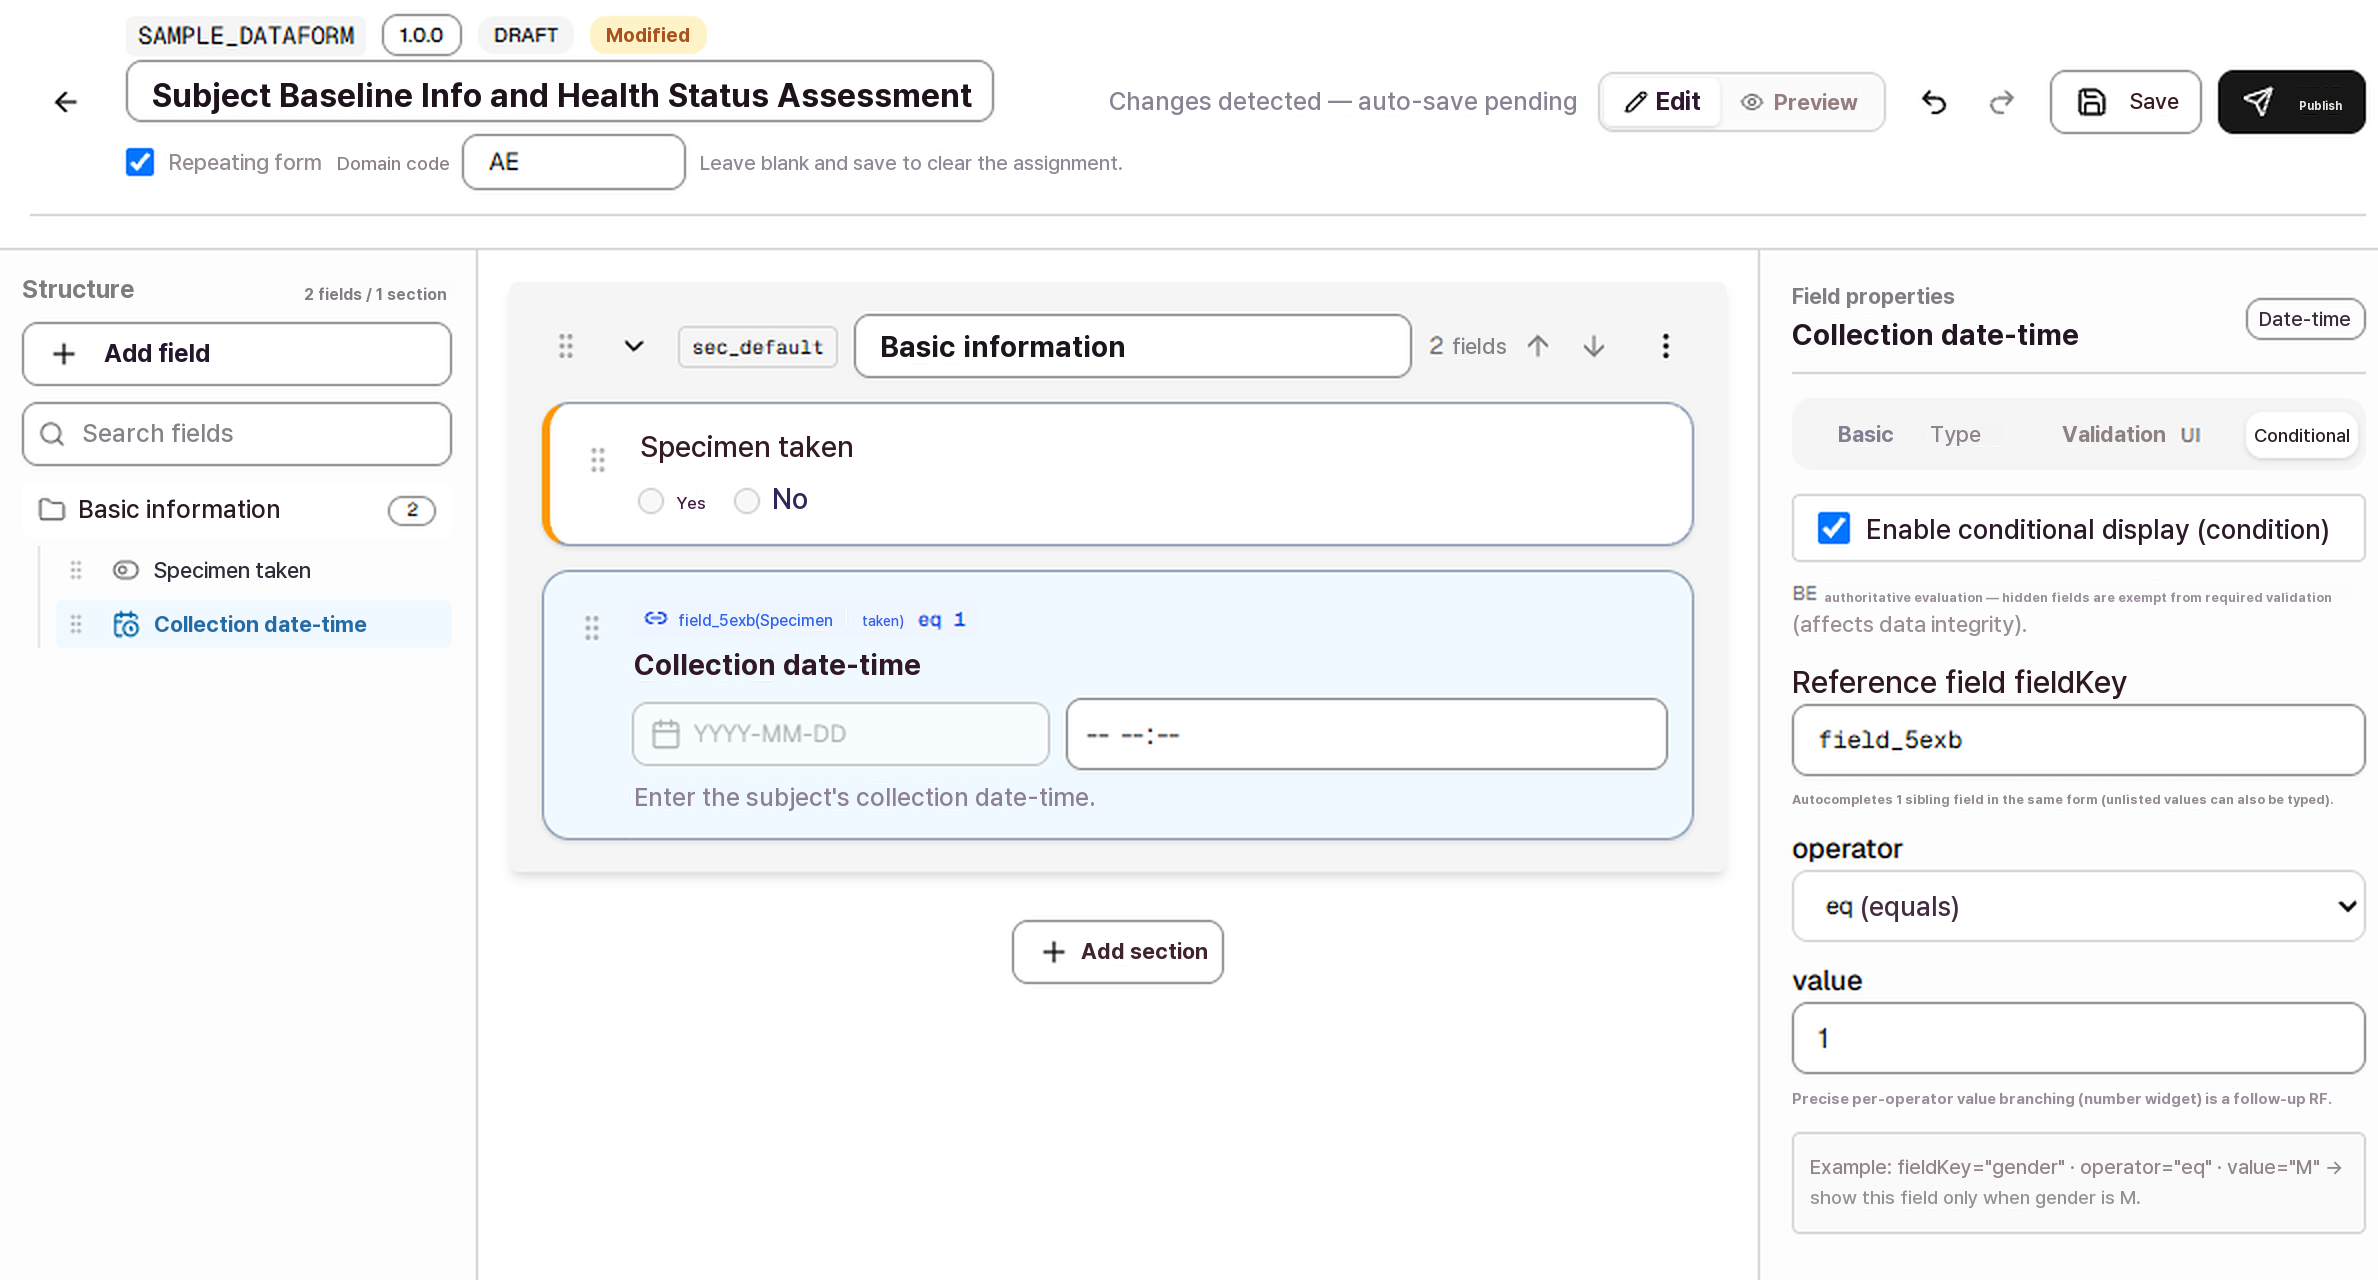 SAMPLE_DATAFORM 1.0.0 DRAFT Modified
Subject Baseline Info and Health Status Assessment
Changes detected — auto-save pending Edit Preview Save Publish
Repeating form Domain code AE Leave blank and save to clear the assignment.
Structure 2 fields / 1 section
Add field
Search fields
Basic information 2
Specimen taken
Collection date-time
sec_default Basic information 2 fields
Specimen taken
Yes No
field_5exb(Specimen taken) eq 1
Collection date-time
YYYY-MM-DD -- --:--
Enter the subject's collection date-time.
Add section
Field properties
Collection date-time Date-time
Basic Type Validation UI Conditional
Enable conditional display (condition)
BE authoritative evaluation — hidden fields are exempt from required validation
(affects data integrity).
Reference field fieldKey
field_5exb
Autocompletes 1 sibling field in the same form (unlisted values can also be typed).
operator
eq (equals)
value
1
Precise per-operator value branching (number widget) is a follow-up RF.
Example: fieldKey="gender" · operator="eq" · value="M" →
show this field only when gender is M.